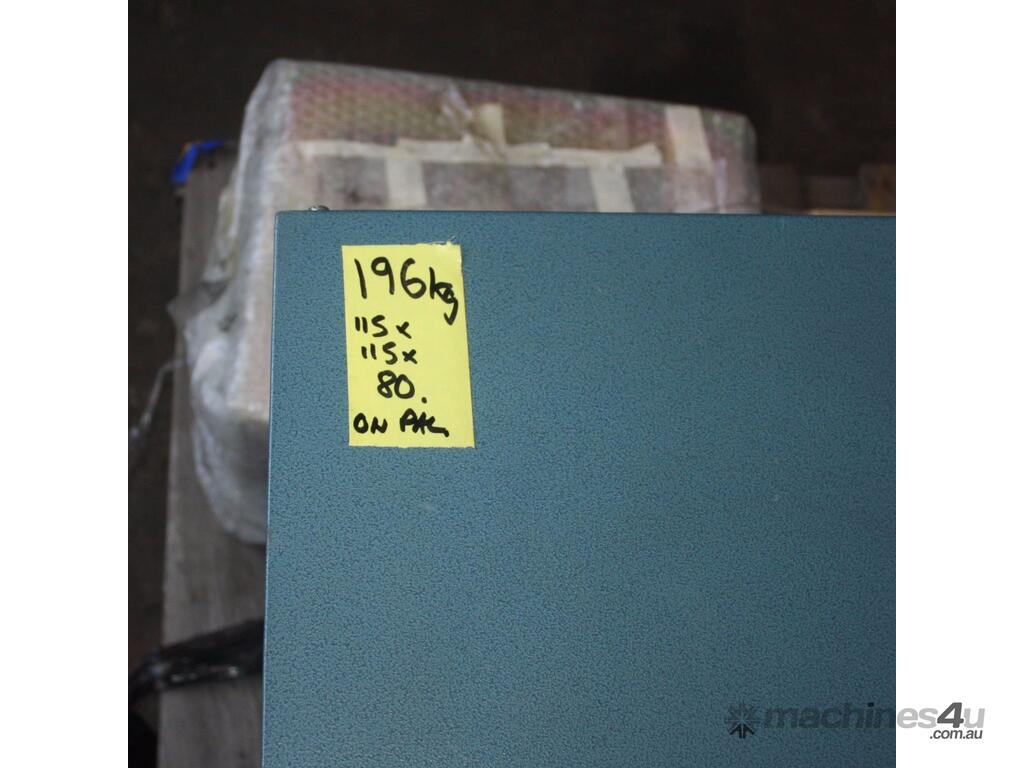 196kg
115x
115x
80.
ON PAL
machines4u
.com.au